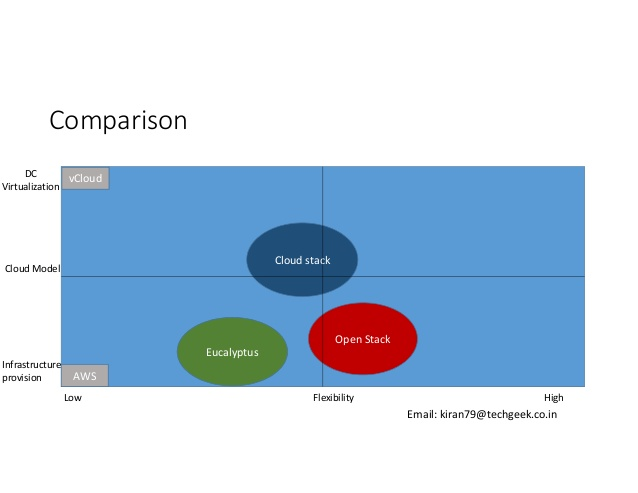 Comparison
DC
Virtualization
vCloud
Cloud stack
Cloud Model
Open Stack
Eucalyptus
Infrastructure
provision
AWS
Low
Flexibility
High
Email: kiran79@techgeek.co.in